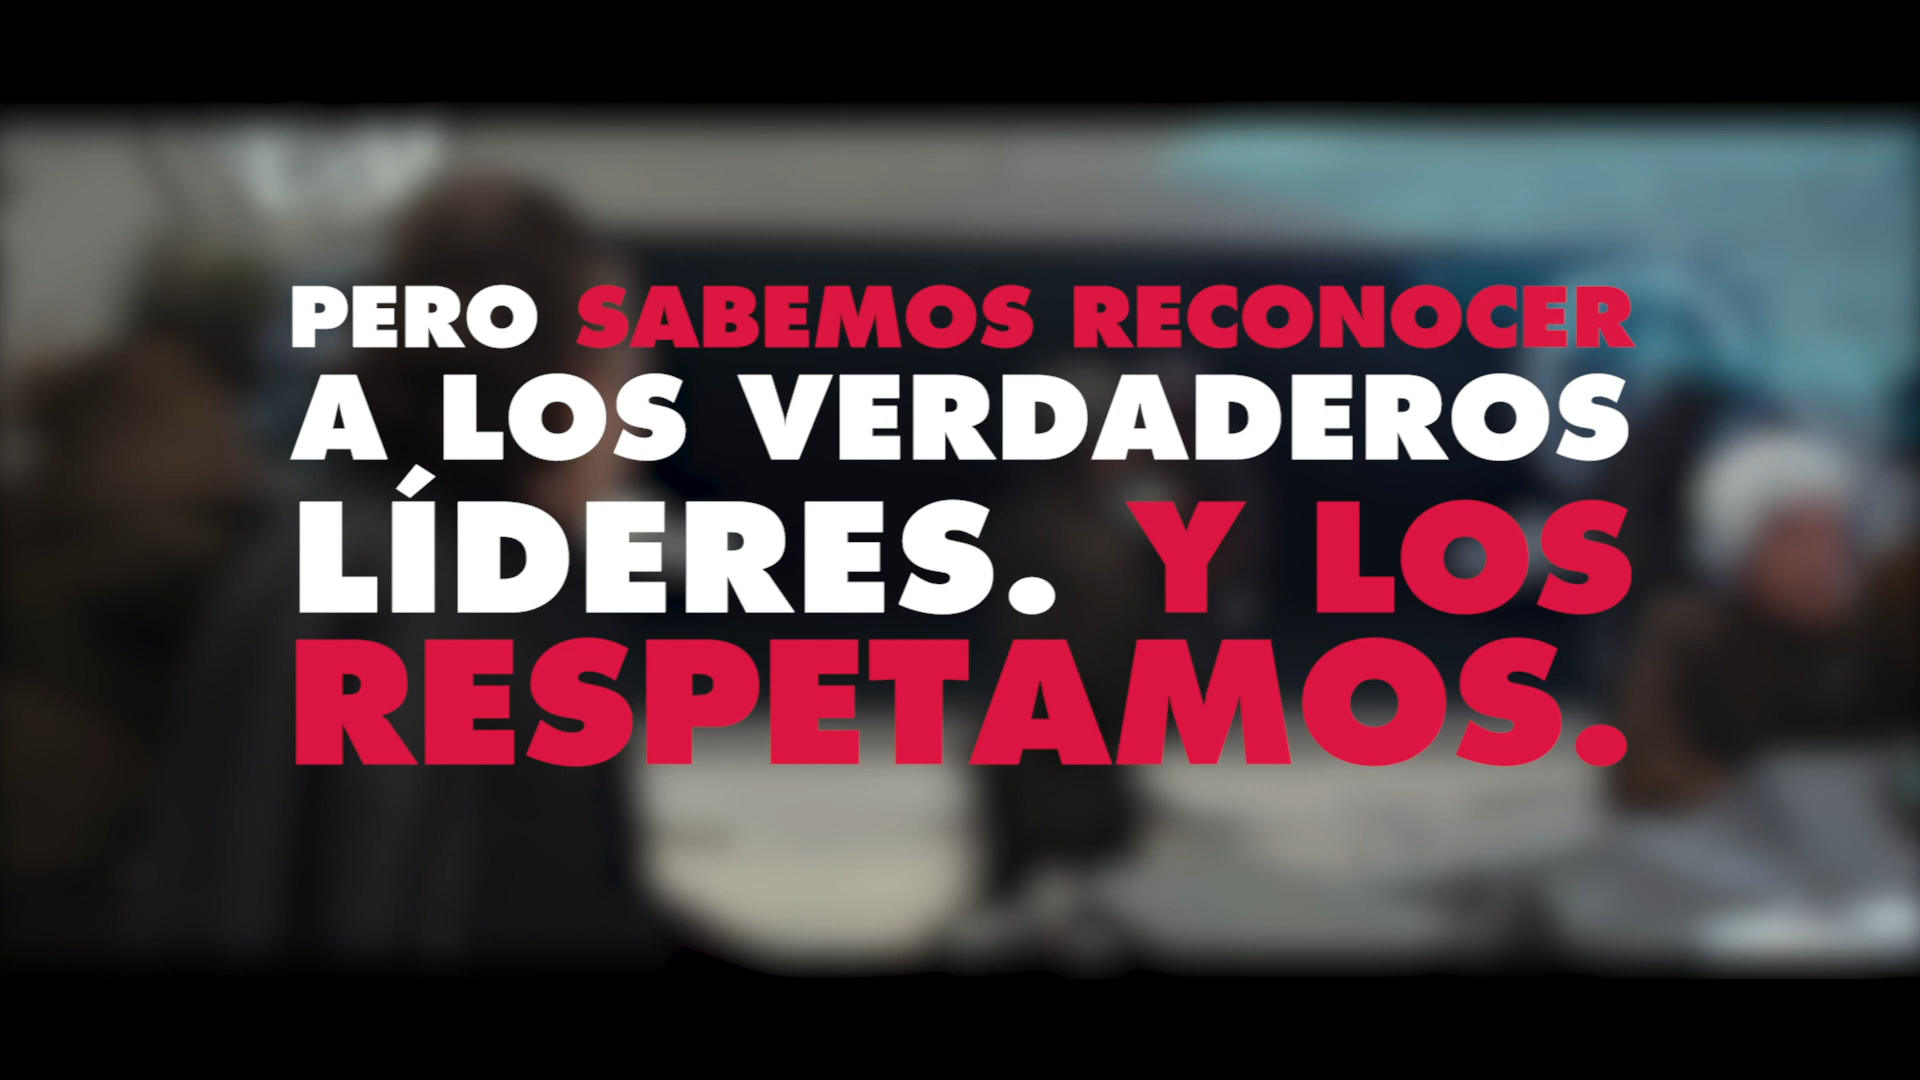 PERO SABEMOS RECONOCER
A LOS VERDADEROS
LÍDERES. Y LOS
RESPETAMOS.